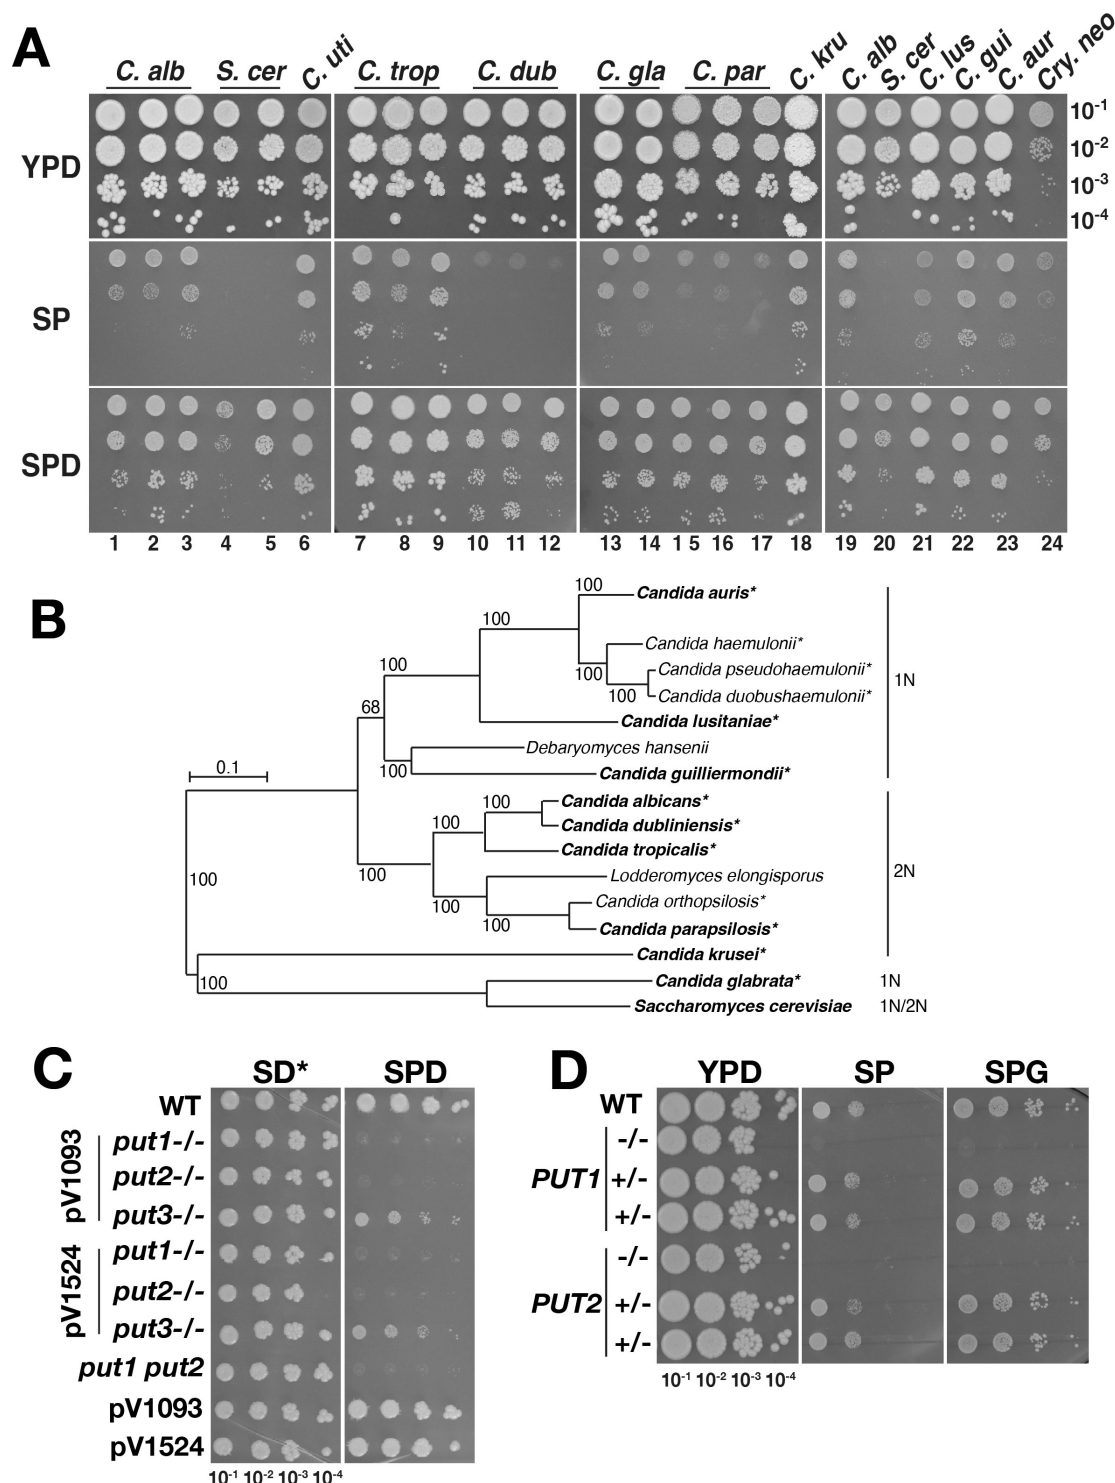 A
C. alb S. cer C. uti C. trop C. dub C. gla C. par C. kru C. alb S. cer C. lus C. gui C. aur Cry. neo
YPD
10-1
10-2
10-3
10-4
SP
SPD
1 2 3 4 5 6 7 8 9 10 11 12 13 14 1 5 16 17 18 19 20 21 22 23 24
B
100 Candida auris*
100
Candida haemulonii*
100
Candida pseudohaemulonii*
100
100
Candida duobushaemulonii*
1N
68
Candida lusitaniae*
Debaryomyces hansenii
0.1
100
Candida guilliermondii*
100
Candida albicans*
100
Candida dubliniensis*
Candida tropicalis*
100
100
Lodderomyces elongisporus
2N
100
Candida orthopsilosis*
100
Candida parapsilosis*
Candida krusei*
100
Candida glabrata* 1N
Saccharomyces cerevisiae 1N/2N
C
SD* SPD
WT
pV1093
put1-/-
put2-/-
put3-/-
pV1524
put1-/-
put2-/-
put3-/-
put1 put2
pV1093
pV1524
10-1 10-2 10-3 10-4
D
YPD SP SPG
WT
-/-
PUT1 +/-
+/-
-/-
PUT2 +/-
+/-
10-1 10-2 10-3 10-4